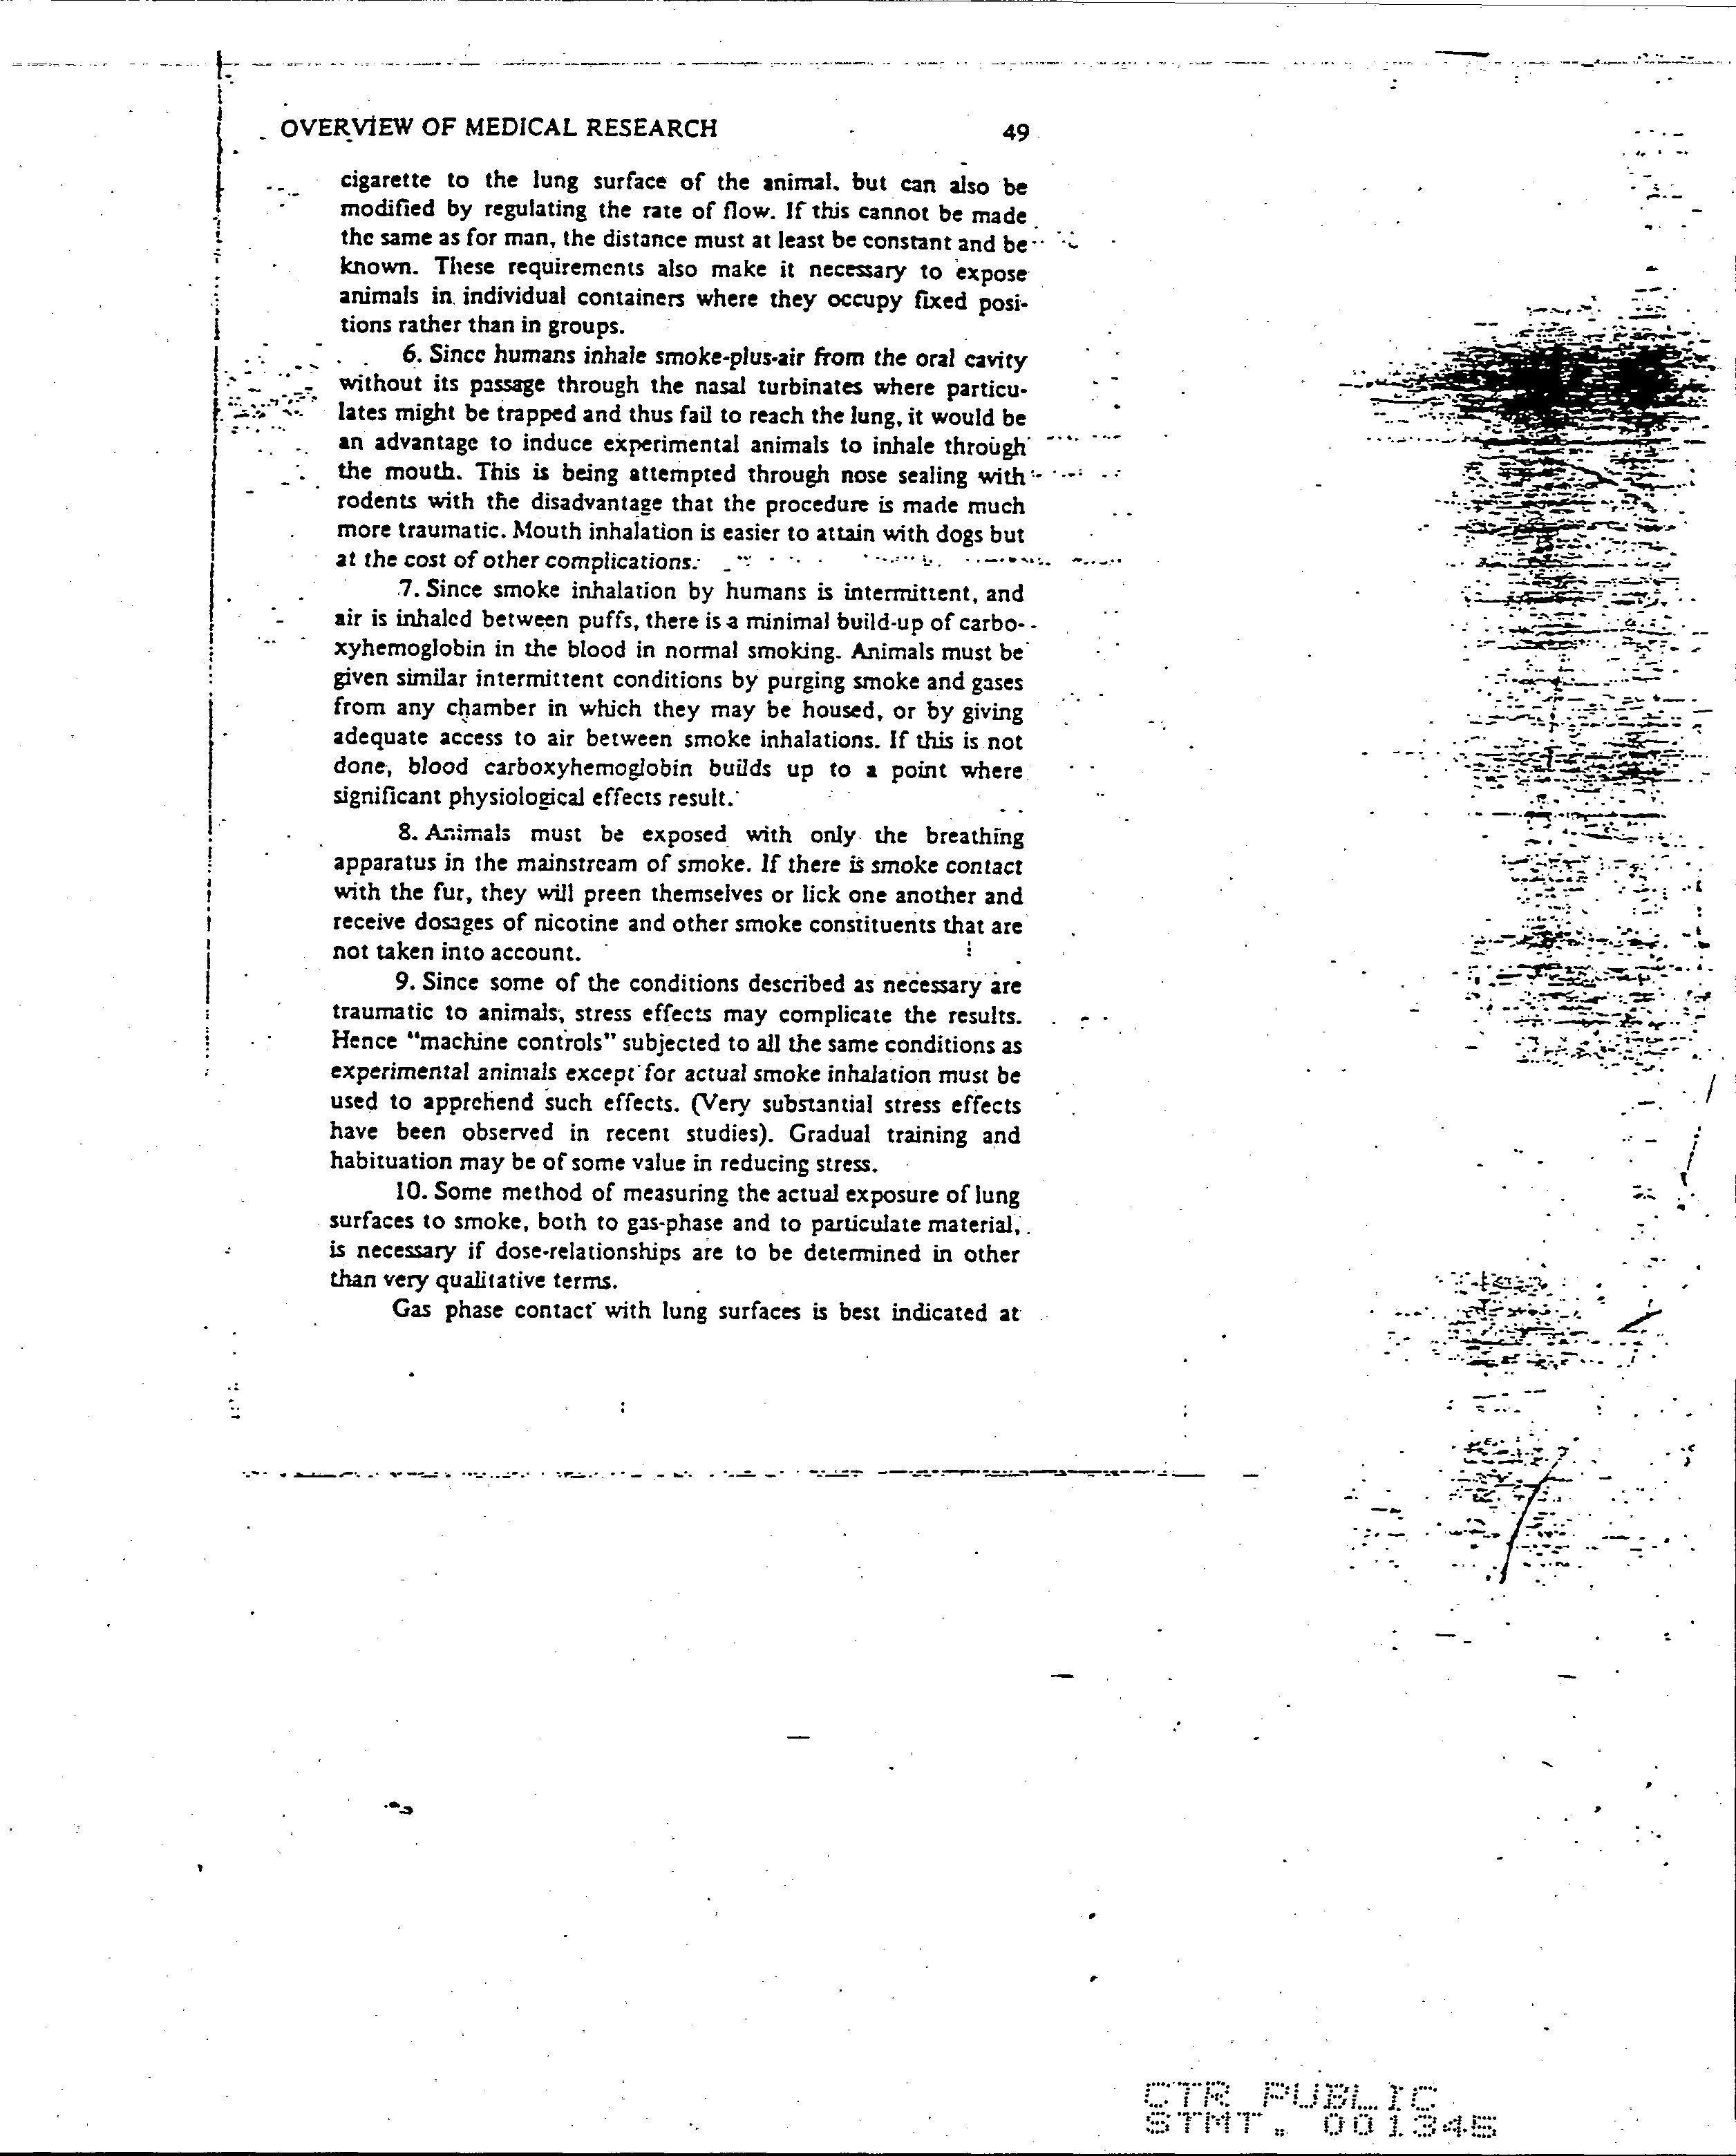 OVERVIEW OF MEDICAL RESEARCH 49
cigarette to the lung surface of the animal, but can also be
modified by regulating the rate of flow. If this cannot be made
the same as for man, the distance must at least be constant and be
known. These requirements also make it necessary to expose
animals in individual containers where they occupy fixed posi-
tions rather than in groups.
6. Since humans inhale smoke-plus-air from the oral cavity
without its passage through the nasal turbinates where particu-
lates might be trapped and thus fail to reach the lung, it would be
an advantage to induce experimental animals to inhale through
the mouth. This is being attempted through nose sealing with
rodents with the disadvantage that the procedure is made much
more traumatic. Mouth inhalation is easier to attain with dogs but
at the cost of other complications.
7. Since smoke inhalation by humans is intermittent, and
air is inhaled between puffs, there is a minimal build-up of carbo-
xyhemoglobin in the blood in normal smoking. Animals must be
given similar intermittent conditions by purging smoke and gases
from any chamber in which they may be housed, or by giving
adequate access to air between smoke inhalations. If this is not
done, blood carboxyhemoglobin builds up to a point where
significant physiological effects result.
8. Animals must be exposed with only the breathing
apparatus in the mainstream of smoke. If there is smoke contact
with the fur, they will preen themselves or lick one another and
receive dosages of nicotine and other smoke constituents that are
not taken into account.
9. Since some of the conditions described as necessary are
traumatic to animals, stress effects may complicate the results.
Hence "machine controls" subjected to all the same conditions as
experimental animals except for actual smoke inhalation must be
used to apprehend such effects. (Very substantial stress effects
have been observed in recent studies). Gradual training and
habituation may be of some value in reducing stress.
10. Some method of measuring the actual exposure of lung
surfaces to smoke, both to gas-phase and to particulate material,
is necessary if dose-relationships are to be determined in other
than very qualitative terms.
Gas phase contact with lung surfaces is best indicated at
CTR PUBLIC
STMT. 001345